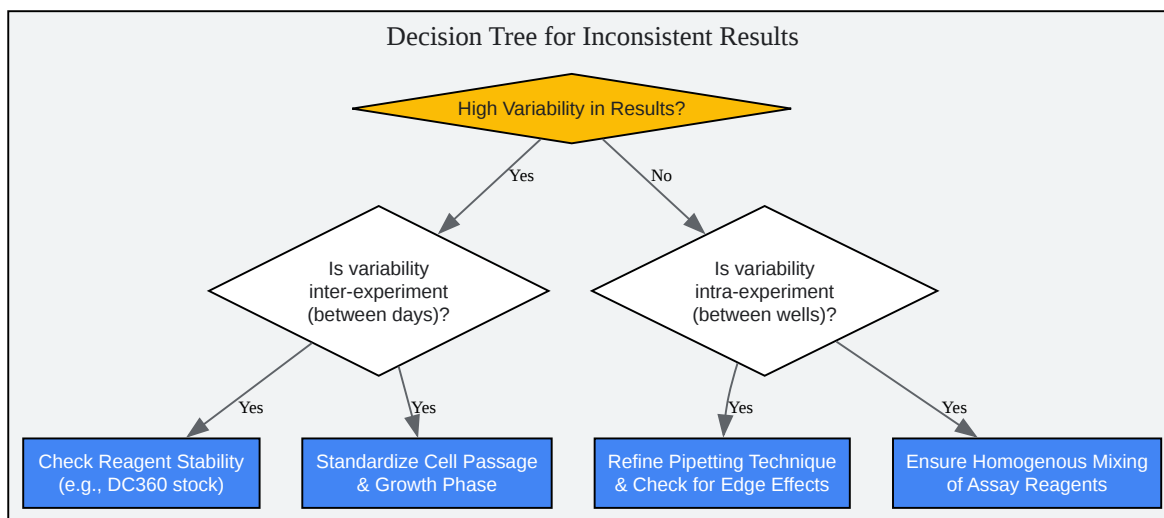 Decision Tree for Inconsistent Results
High Variability in Results?
Yes
No
Is variability
inter-experiment
(between days)?
Is variability
intra-experiment
(between wells)?
Yes
Yes
Yes
Yes
Check Reagent Stability
(e.g., DC360 stock)
Standardize Cell Passage
& Growth Phase
Refine Pipetting Technique
& Check for Edge Effects
Ensure Homogenous Mixing
of Assay Reagents